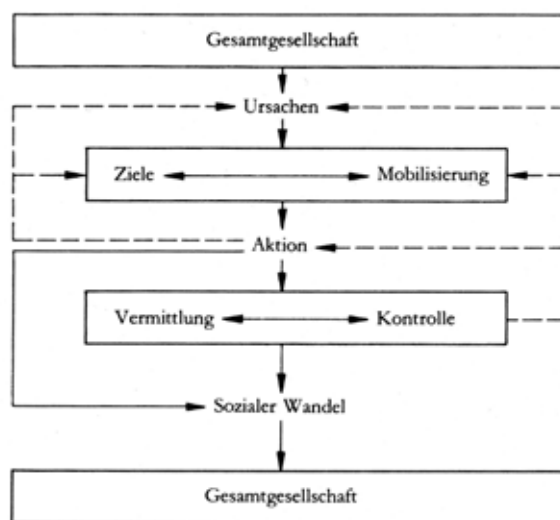 Gesamtgesellschaft
Ursachen
Ziele Mobilisierung
Aktion
Vermittlung Kontrolle
Sozialer Wandel
Gesamtgesellschaft